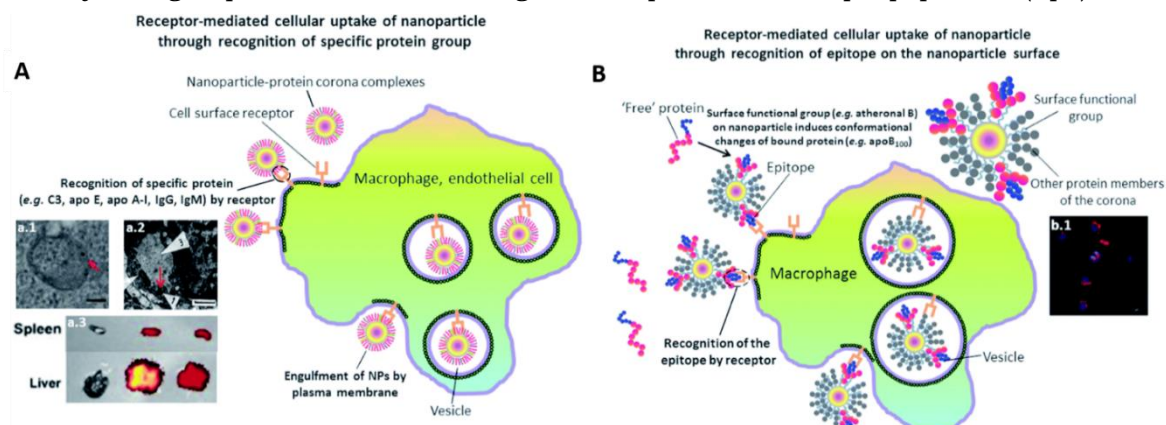 Receptor-mediated cellular uptake of nanoparticle
through recognition of specific protein group
A
Nanoparticle-protein corona complexes
Cell surface receptor
Macrophage, endothelial cell
Recognition of specific protein
(e.g. C3, apo E, apo A-I, IgG, IgM) by receptor
a.1
a.2
a.3
Spleen
Liver
Engulfment of NPs by
plasma membrane
Vesicle
Receptor-mediated cellular uptake of nanoparticle
through recognition of epitope on the nanoparticle surface
B
'Free' protein
Surface functional group (e.g. atheronal B)
on nanoparticle induces conformational
changes of bound protein (e.g. apoB100)
Epitope
Surface functional
group
Other protein members
of the corona
b.1
Macrophage
Recognition of the
epitope by receptor
Vesicle